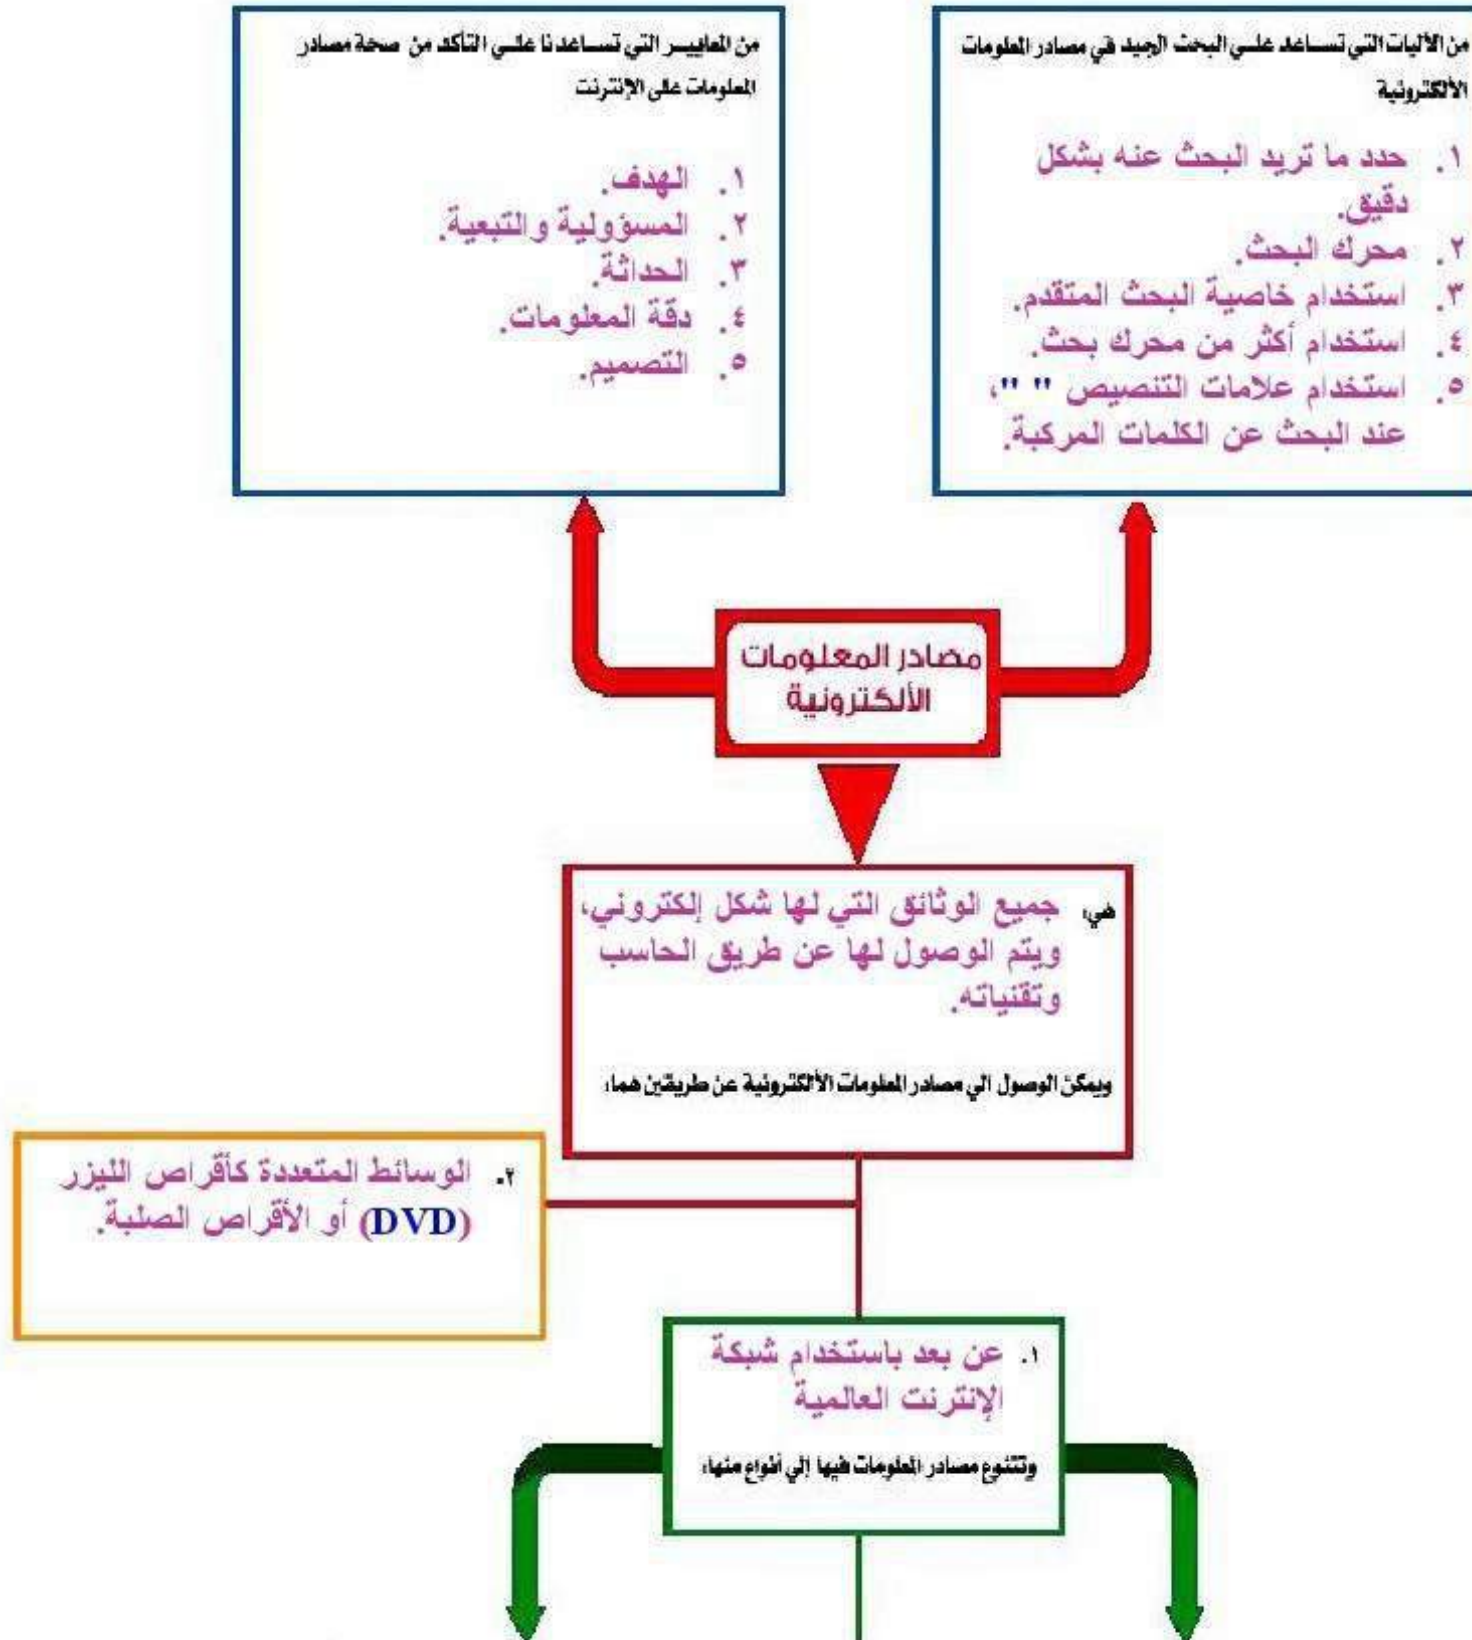 من الأليات التي تساعد على البحث الجيد في مصادر المعلومات
الألكترونية
١. حدد ما تريد البحث عنه بشكل
دقيق.
٢. محرك البحث.
٣. استخدام خاصية البحث المتقدم.
٤. استخدام أكثر من محرك بحث.
٥. استخدام علامات التنصيص " "،
عند البحث عن الكلمات المركبة.
من المعايير التي تساعدنا على التأكد من صحة مصادر
المعلومات على الإنترنت
١. الهدف.
٢. المسؤولية والتبعية.
٣. الحداثة.
٤. دقة المعلومات.
٥. التصميم.
مصادر المعلومات
الألكترونية
هي: جميع الوثائق التي لها شكل إلكتروني،
ويتم الوصول لها عن طريق الحاسب
وتقنياته.
ويمكن الوصول الي مصادر المعلومات الألكترونية عن طريقتين هما:
٢. الوسائط المتعددة كأقراص الليزر
(DVD) أو الأقراص الصلبة.
١. عن بعد باستخدام شبكة
الإنترنت العالمية
وتتنوع مصادر المعلومات فيها إلي أنواع منها: